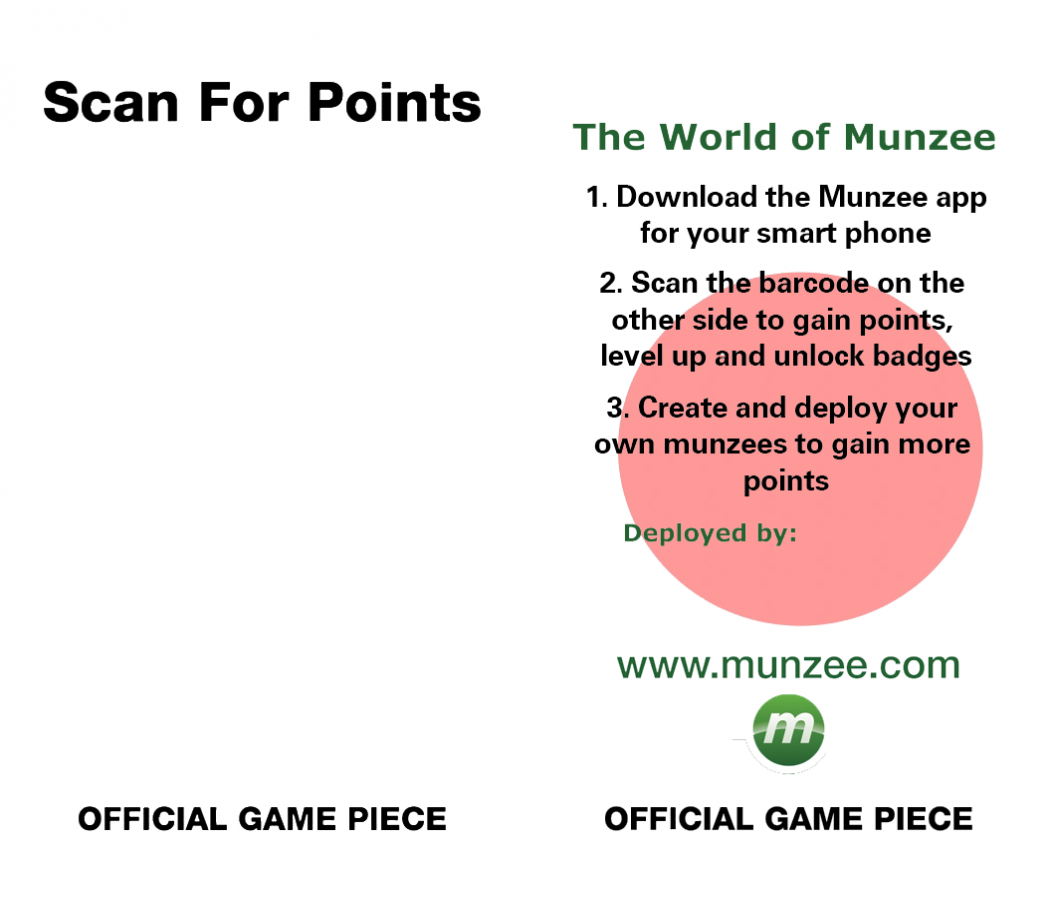 Scan For Points
OFFICIAL GAME PIECE
The World of Munzee
1. Download the Munzee app
for your smart phone
2. Scan the barcode on the
other side to gain points,
level up and unlock badges
3. Create and deploy your
own munzees to gain more
points
Deployed by:
www.munzee.com
m
OFFICIAL GAME PIECE